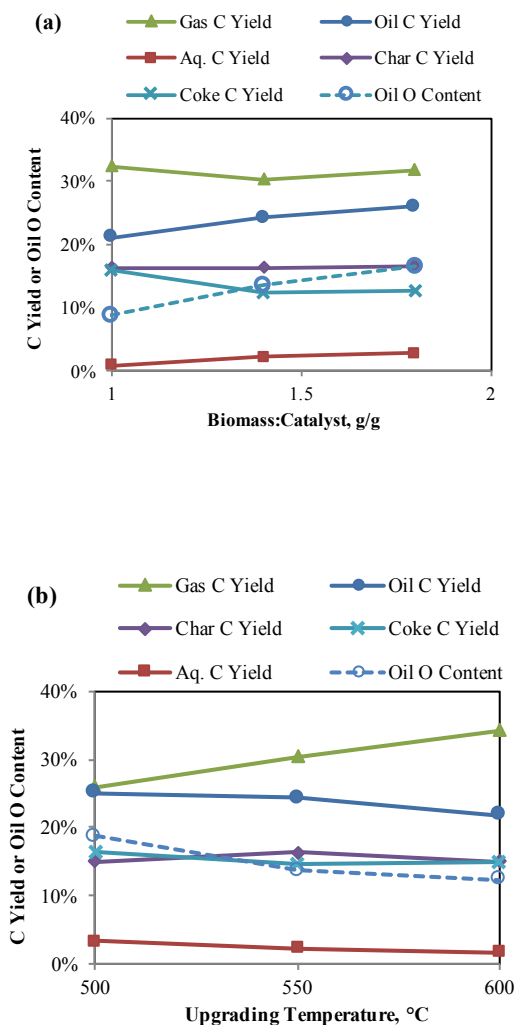 (a)
Gas C Yield Oil C Yield
Aq. C Yield Char C Yield
Coke C Yield Oil O Content
C Yield or Oil O Content
40%
30%
20%
10%
0%
1 1.5 2
Biomass:Catalyst, g/g
(b)
Gas C Yield Oil C Yield
Char C Yield Coke C Yield
Aq. C Yield Oil O Content
C Yield or Oil O Content
40%
30%
20%
10%
0%
500 550 600
Upgrading Temperature, °C